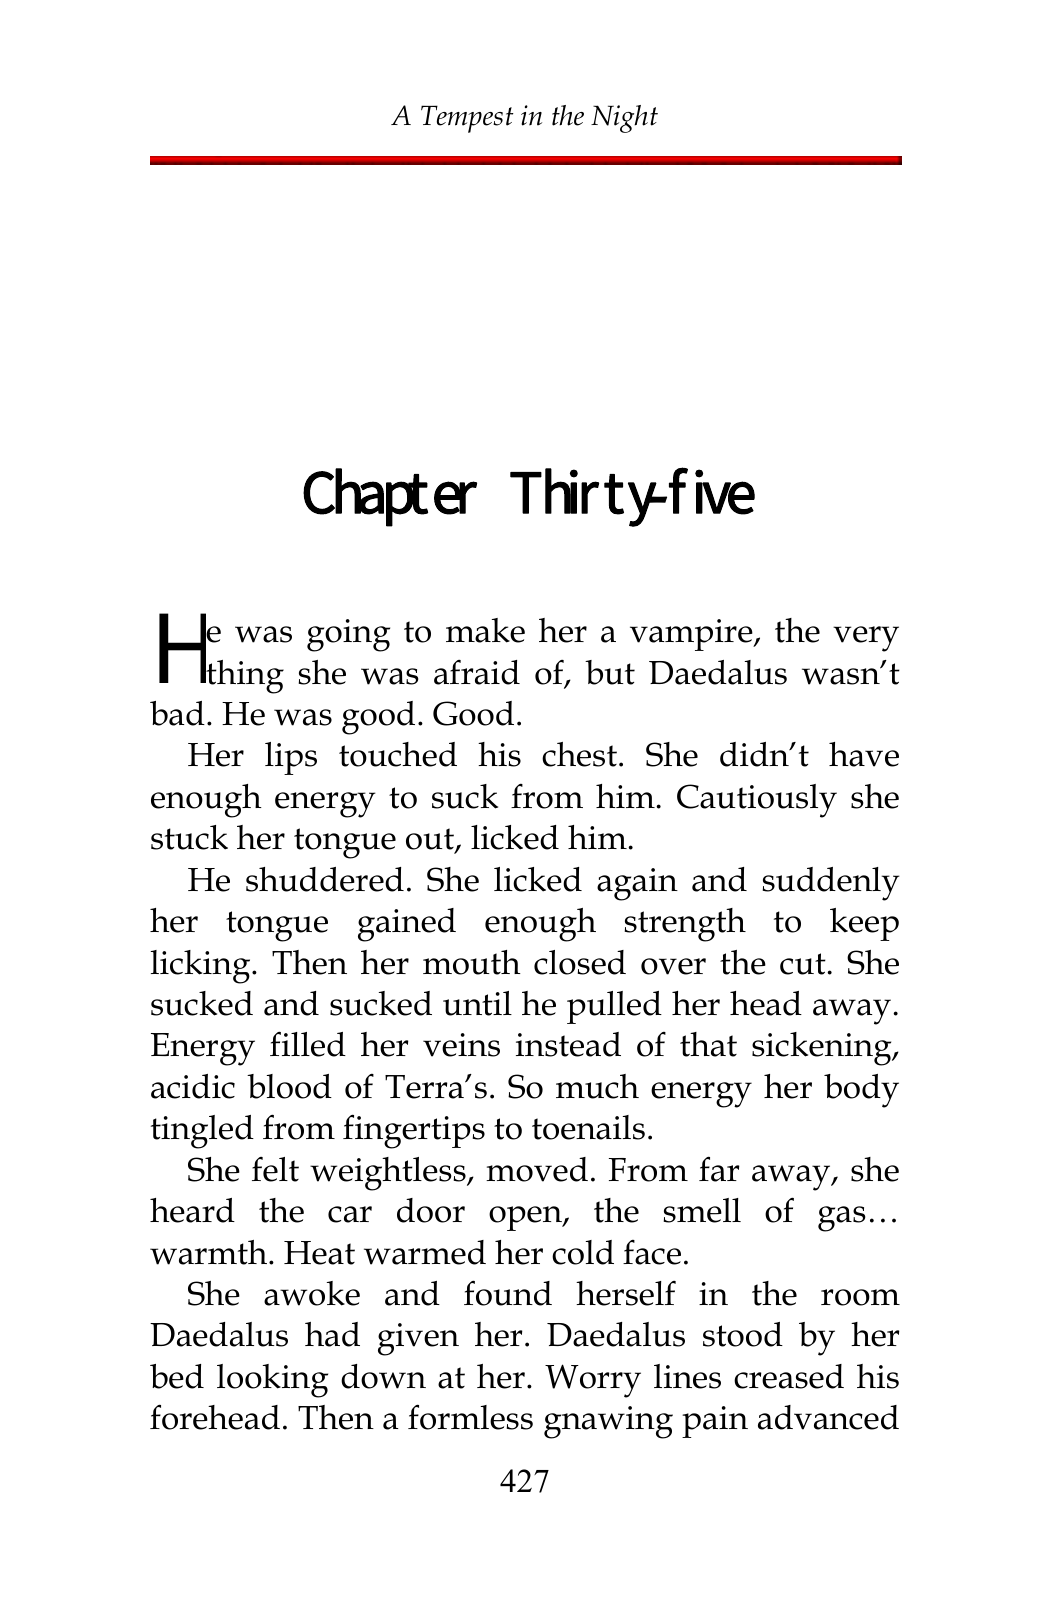 A Tempest in the Night
Chapter Thirty-five
He was going to make her a vampire, the very
thing she was afraid of, but Daedalus wasn’t
bad. He was good. Good.
Her lips touched his chest. She didn’t have
enough energy to suck from him. Cautiously she
stuck her tongue out, licked him.
He shuddered. She licked again and suddenly
her tongue gained enough strength to keep
licking. Then her mouth closed over the cut. She
sucked and sucked until he pulled her head away.
Energy filled her veins instead of that sickening,
acidic blood of Terra’s. So much energy her body
tingled from fingertips to toenails.
She felt weightless, moved. From far away, she
heard the car door open, the smell of gas…
warmth. Heat warmed her cold face.
She awoke and found herself in the room
Daedalus had given her. Daedalus stood by her
bed looking down at her. Worry lines creased his
forehead. Then a formless gnawing pain advanced
427